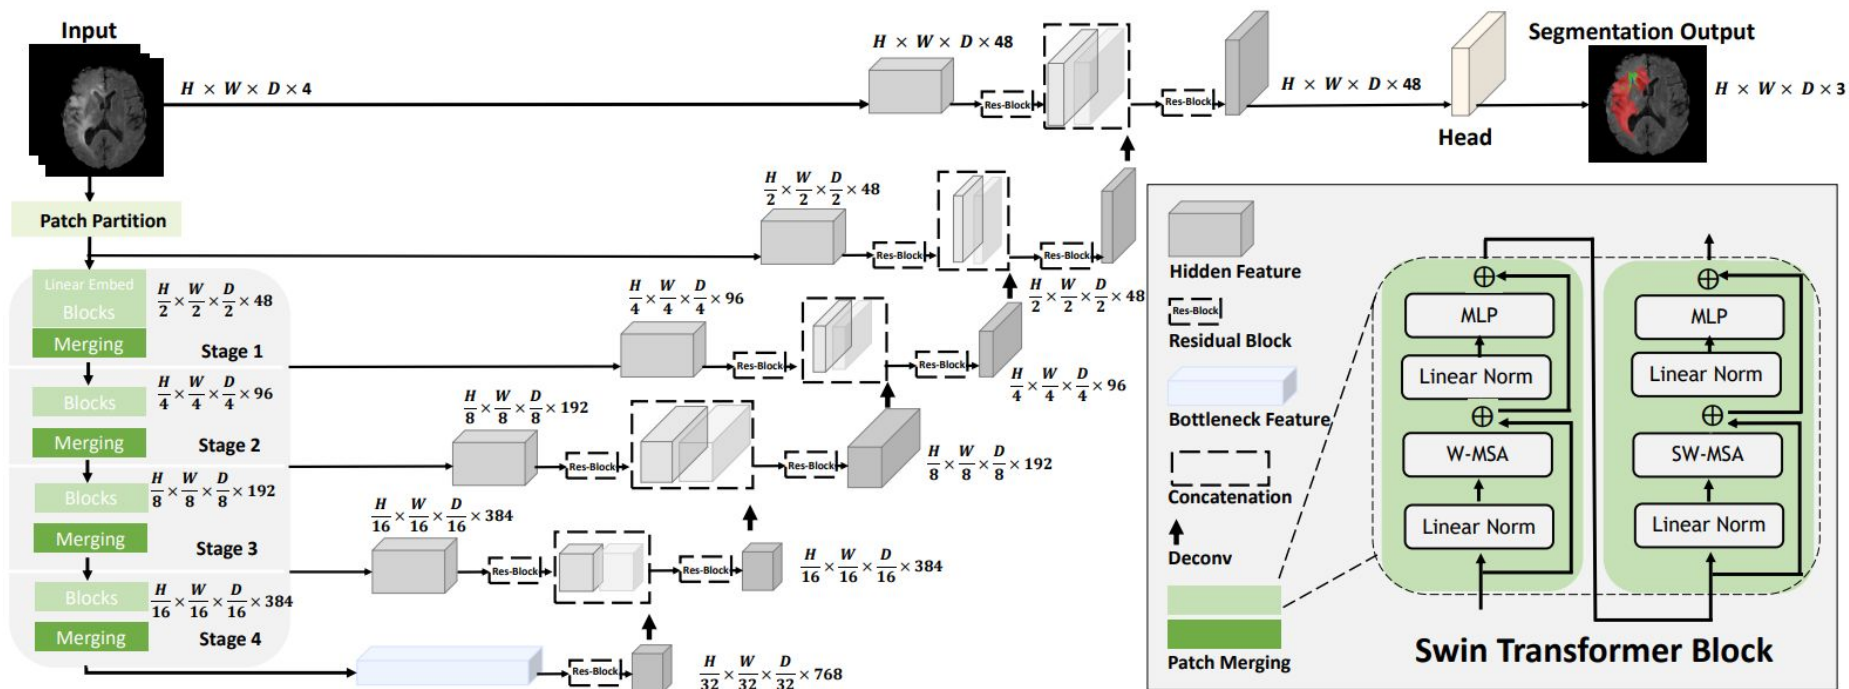 Input
H × W × D × 4
Patch Partition
Linear Embed
Blocks
H/2 × W/2 × D/2 × 48
Merging
Stage 1
Blocks
H/4 × W/4 × D/4 × 96
Merging
Stage 2
Blocks
H/8 × W/8 × D/8 × 192
Merging
Stage 3
Blocks
H/16 × W/16 × D/16 × 384
Merging
Stage 4
H × W × D × 48
Res-Block
Res-Block
H × W × D × 48
Head
Segmentation Output
H × W × D × 3
H/2 × W/2 × D/2 × 48
Res-Block
Res-Block
H/2 × W/2 × D/2 × 48
H/4 × W/4 × D/4 × 96
Res-Block
Res-Block
H/4 × W/4 × D/4 × 96
H/8 × W/8 × D/8 × 192
Res-Block
Res-Block
H/8 × W/8 × D/8 × 192
H/16 × W/16 × D/16 × 384
Res-Block
Res-Block
H/16 × W/16 × D/16 × 384
Res-Block
H/32 × W/32 × D/32 × 768
Hidden Feature
Res-Block
Residual Block
Bottleneck Feature
Concatenation
Deconv
Patch Merging
MLP
Linear Norm
W-MSA
Linear Norm
MLP
Linear Norm
SW-MSA
Linear Norm
Swin Transformer Block